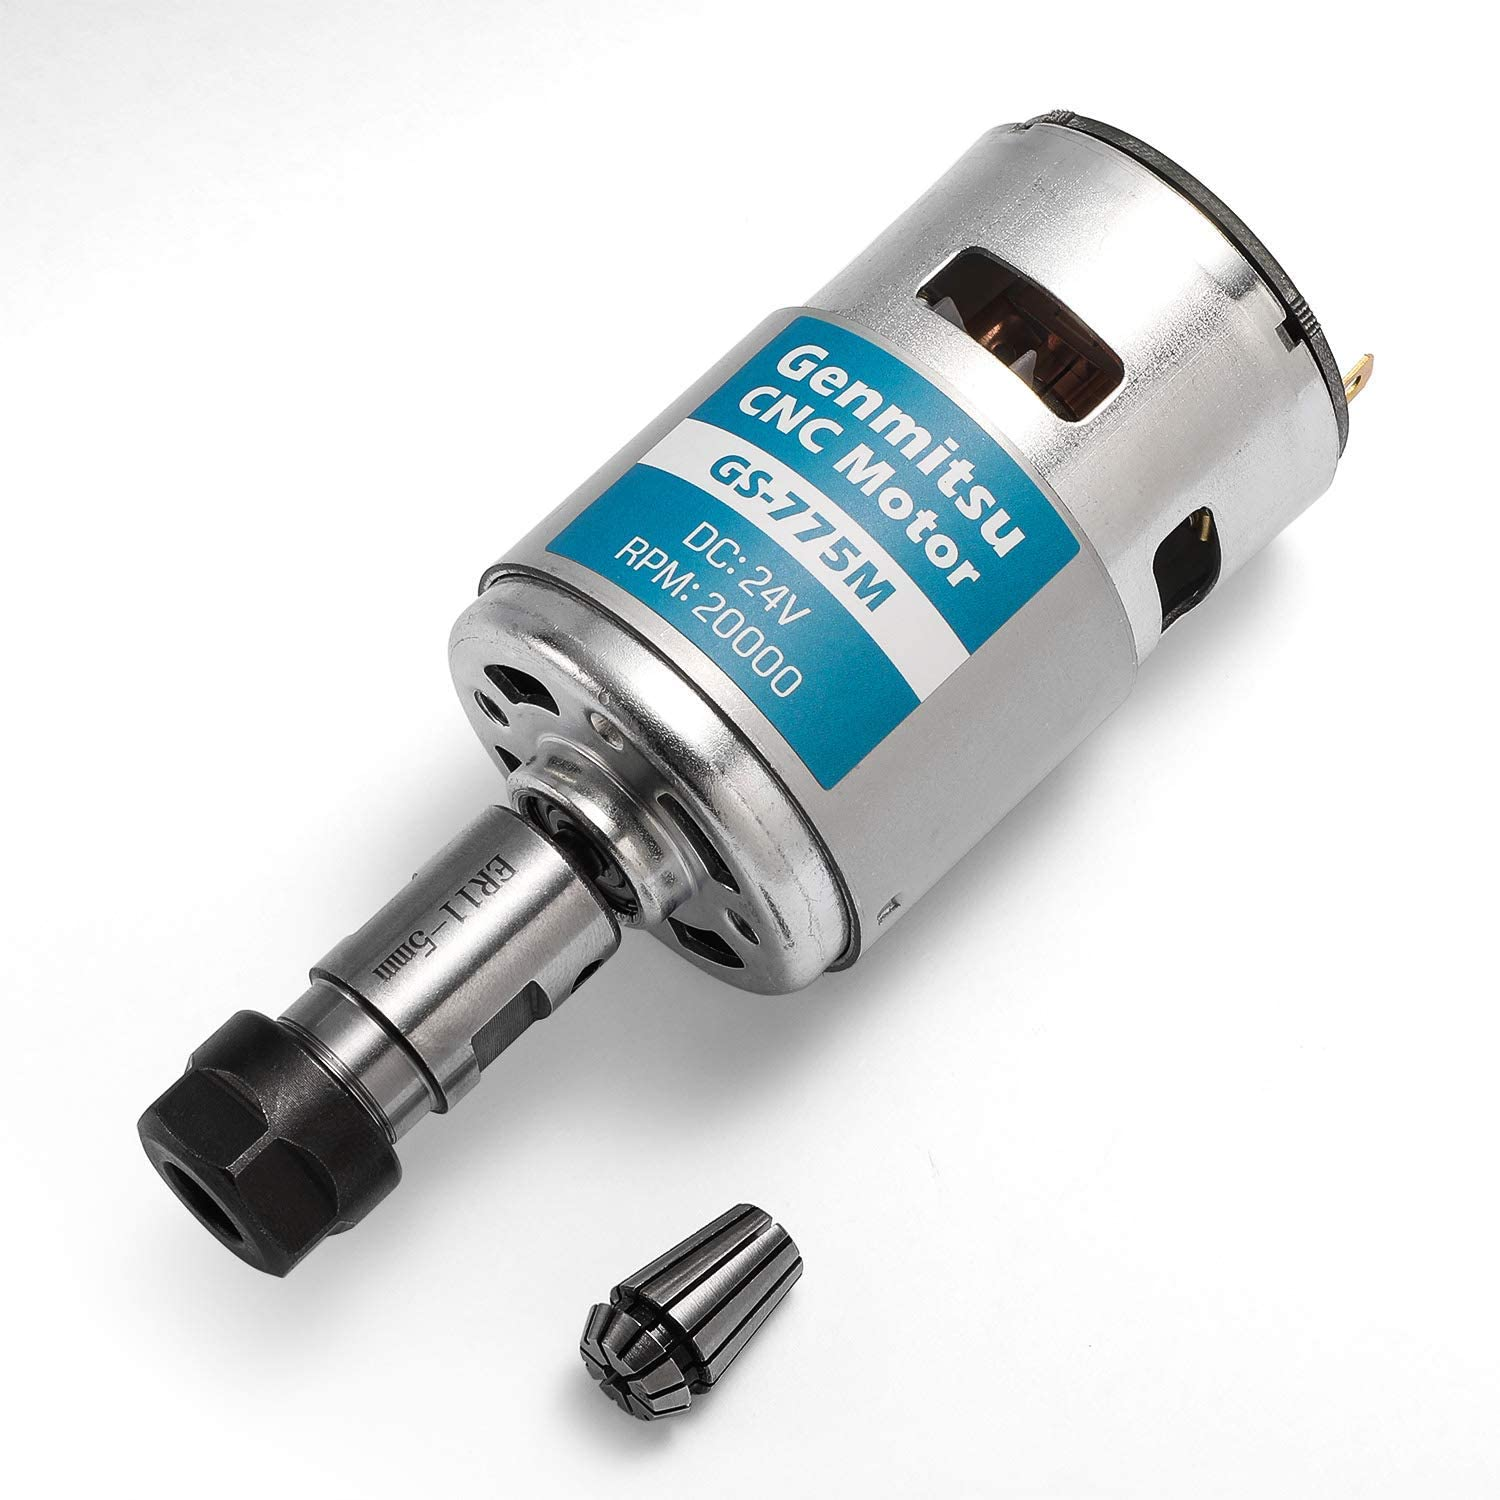 Genmitsu
CNC Motor
GS-775M
DC: 24V
RPM: 20000
ER11-5mm